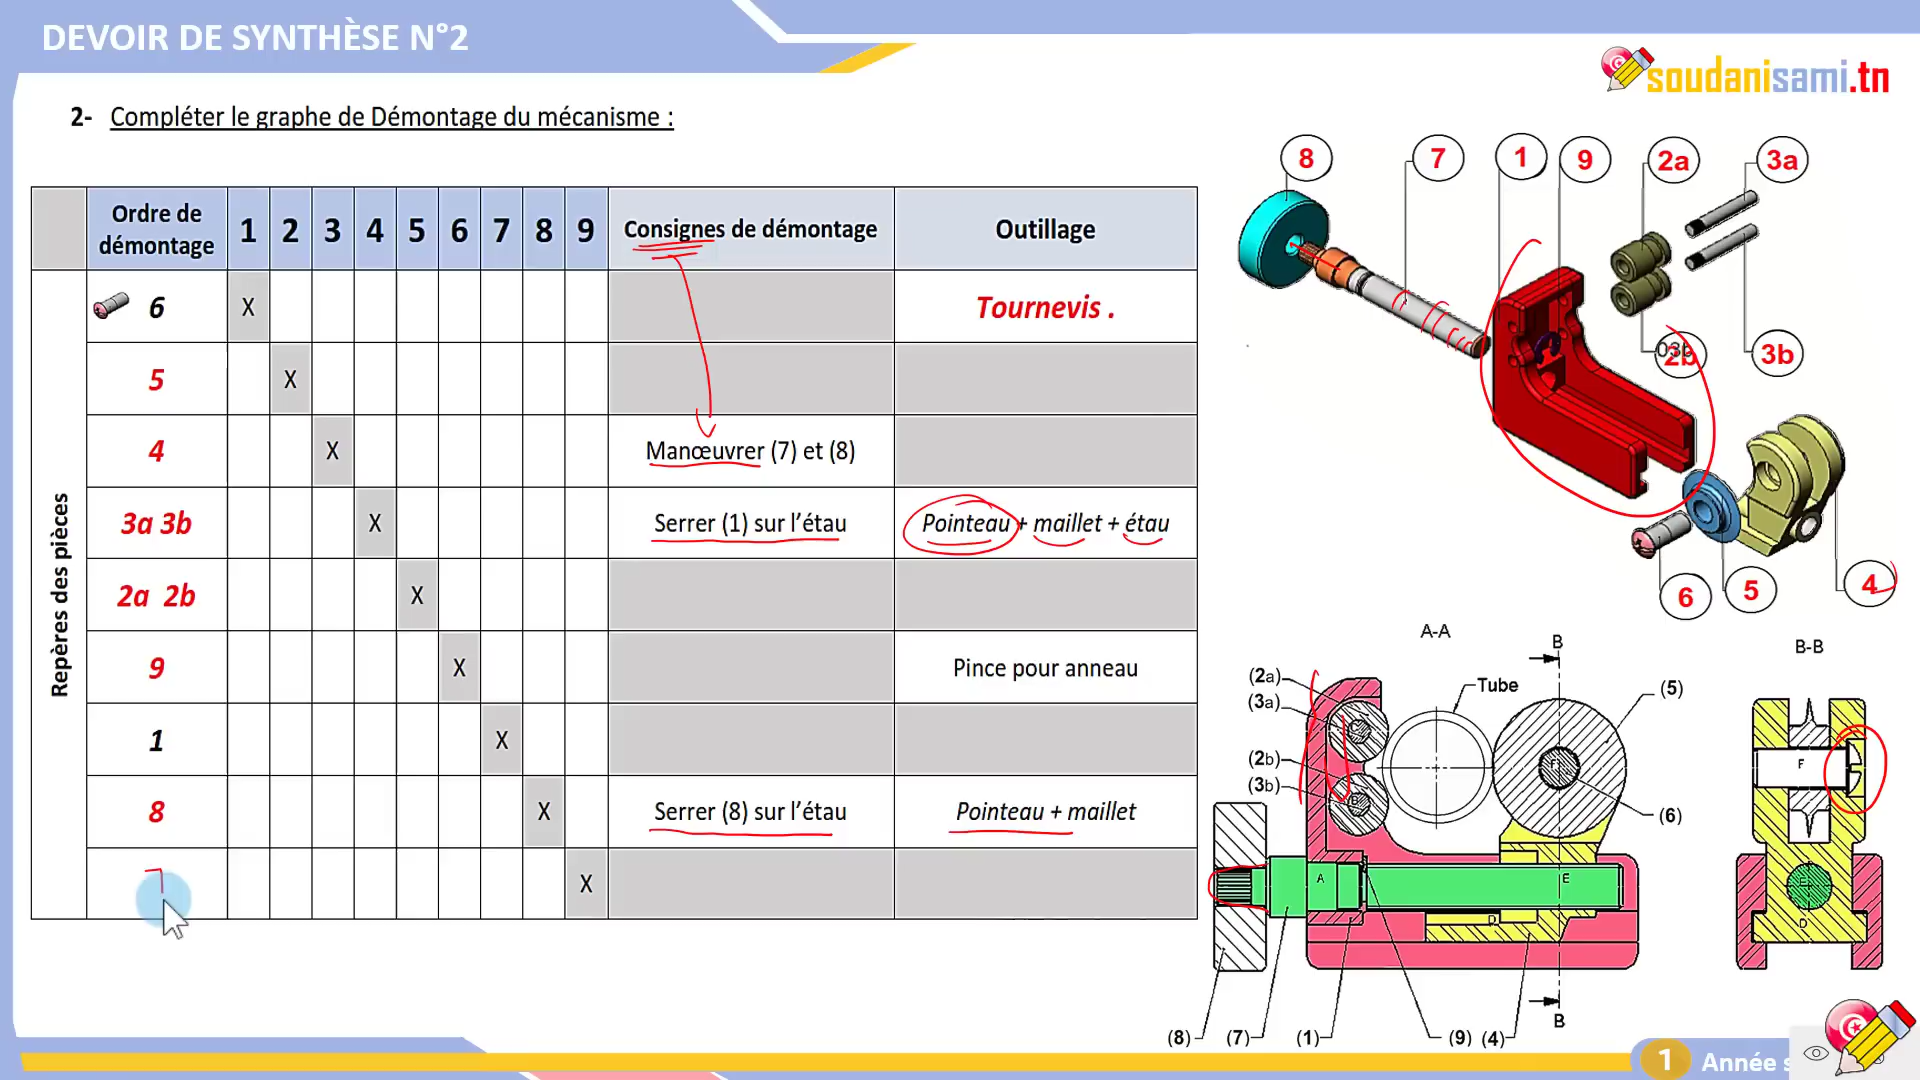 DEVOIR DE SYNTHÈSE N°2
soudanisami.tn
2- Compléter le graphe de Démontage du mécanisme :
Ordre de démontage 1 2 3 4 5 6 7 8 9 Consignes de démontage Outillage
Repères des pièces
6 X Tournevis .
5 X
4 X Manœuvrer (7) et (8)
3a 3b X Serrer (1) sur l’étau Pointeau + maillet + étau
2a 2b X
9 X Pince pour anneau
1 X
8 X Serrer (8) sur l’étau Pointeau + maillet
7 X
8 7 1 9 2a 3a
2b 3b
6 5 4
A-A B B-B
(2a) Tube (5)
(3a)
(2b)
(3b) (6)
F F
B
A E E
D D
B
(8) (7) (1) (9) (4)
1 Année